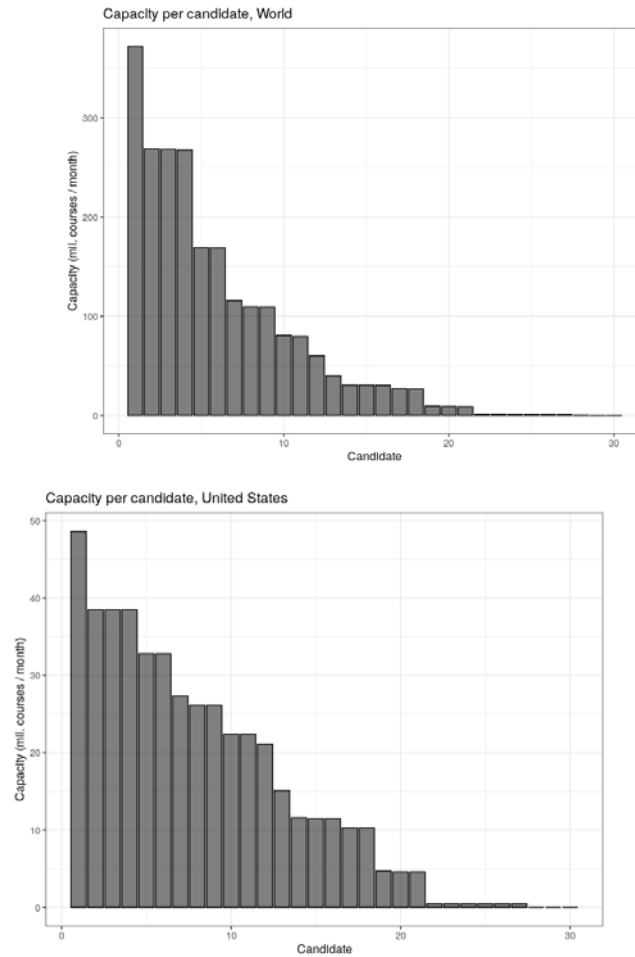 Capacity per candidate, World
Capacity (mil. courses / month)
300
200
100
0
0 10 20 30
Candidate
Capacity per candidate, United States
Capacity (mil. courses / month)
50
40
30
20
10
0
0 10 20 30
Candidate